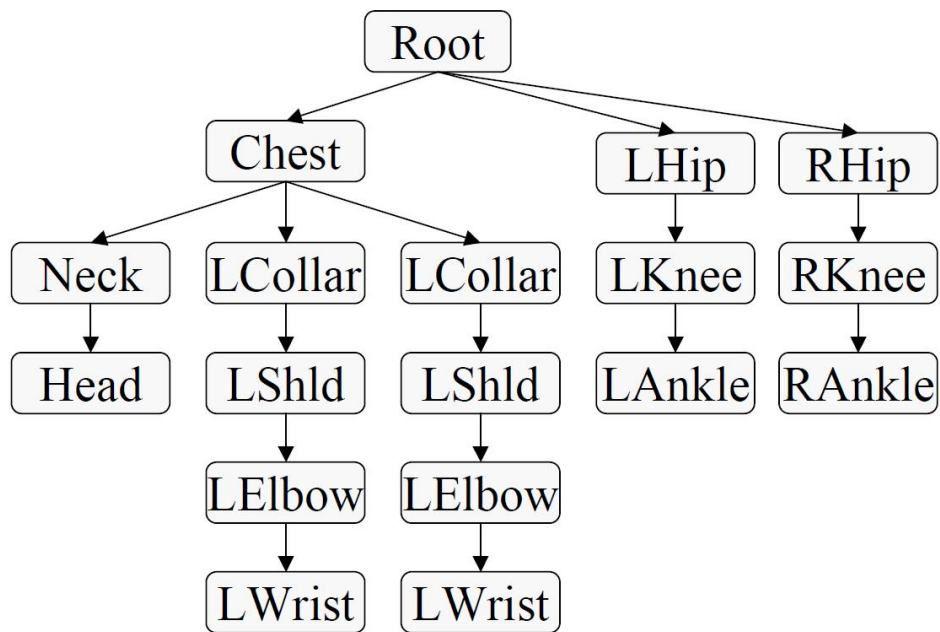 Root
Chest
LHip
RHip
Neck
LCollar
LCollar
LKnee
RKnee
Head
LShld
LShld
LAnkle
RAnkle
LElbow
LElbow
LWrist
LWrist